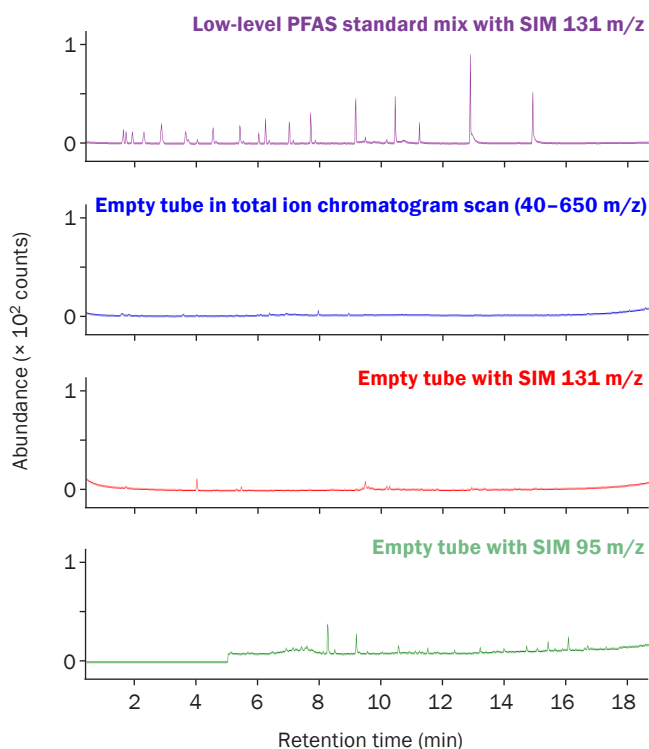 Low-level PFAS standard mix with SIM 131 m/z
1
0
Empty tube in total ion chromatogram scan (40–650 m/z)
1
0
Abundance (× 10² counts)
Empty tube with SIM 131 m/z
1
0
Empty tube with SIM 95 m/z
1
0
2 4 6 8 10 12 14 16 18
Retention time (min)